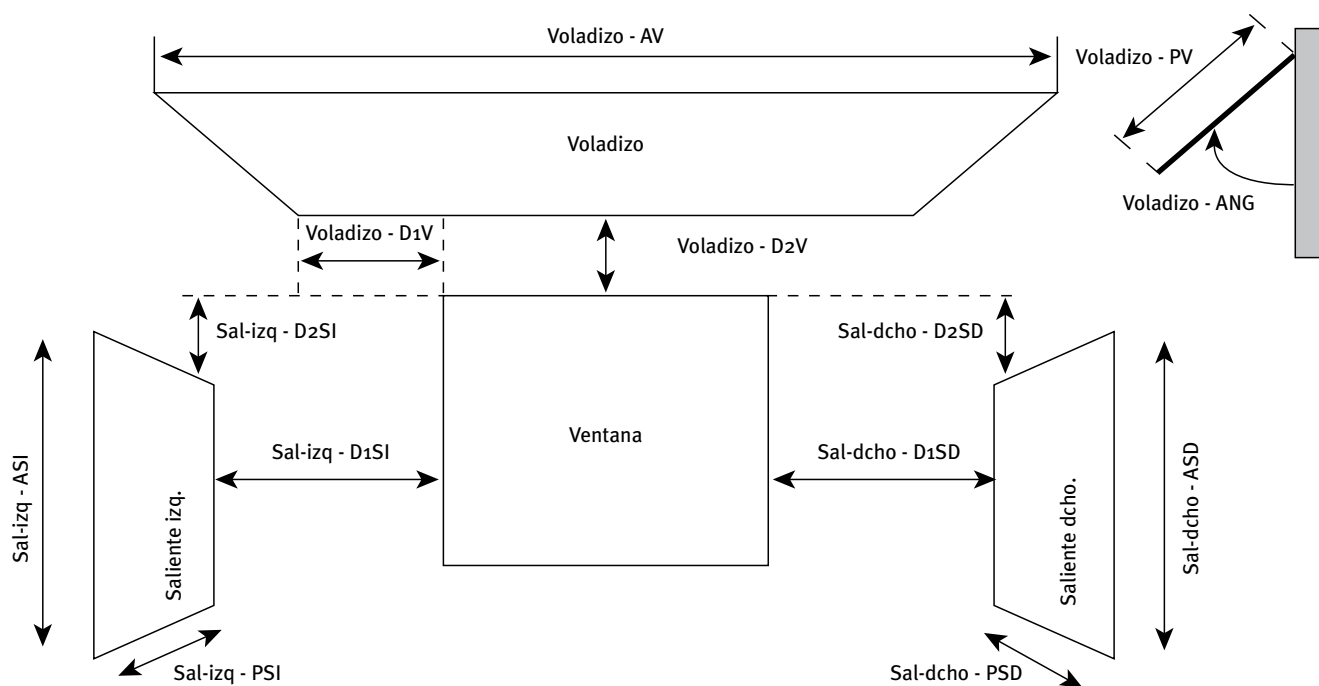 Voladizo - AV
Voladizo - PV
Voladizo
Voladizo - ANG
Voladizo - D1V
Voladizo - D2V
Sal-izq - D2SI
Sal-dcho - D2SD
Ventana
Sal-izq - D1SI
Sal-dcho - D1SD
Sal-izq - ASI
Saliente izq.
Saliente dcho.
Sal-dcho - ASD
Sal-izq - PSI
Sal-dcho - PSD